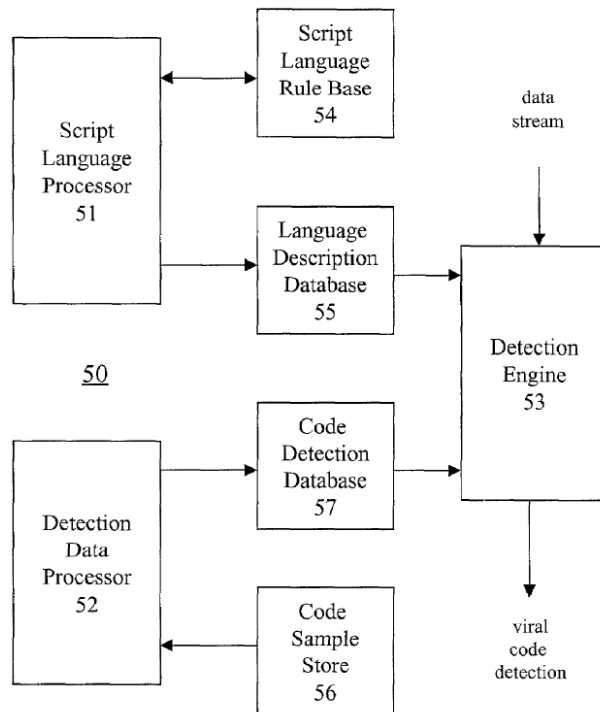 Script
Language
Rule Base
54
data
stream
Script
Language
Processor
51
Language
Description
Database
55
Detection
Engine
53
50
Code
Detection
Database
57
Detection
Data
Processor
52
Code
Sample
Store
56
viral
code
detection